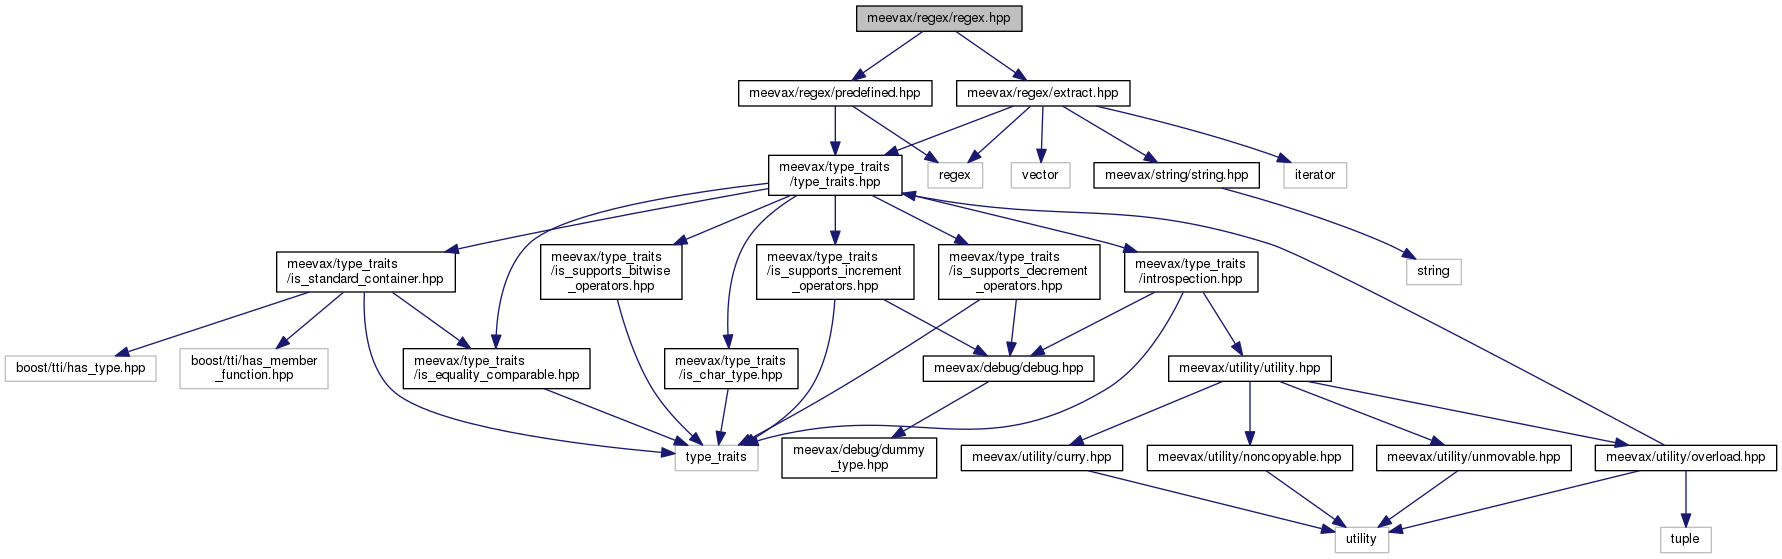 meevax/regex/regex.hpp
meevax/regex/predefined.hpp
meevax/regex/extract.hpp
meevax/type_traits
/type_traits.hpp
regex
vector
meevax/string/string.hpp
iterator
meevax/type_traits
/is_standard_container.hpp
meevax/type_traits
/is_supports_bitwise
_operators.hpp
meevax/type_traits
/is_supports_increment
_operators.hpp
meevax/type_traits
/is_supports_decrement
_operators.hpp
meevax/type_traits
/introspection.hpp
string
boost/tti/has_type.hpp
boost/tti/has_member
_function.hpp
meevax/type_traits
/is_equality_comparable.hpp
meevax/type_traits
/is_char_type.hpp
meevax/debug/debug.hpp
meevax/utility/utility.hpp
type_traits
meevax/debug/dummy
_type.hpp
meevax/utility/curry.hpp
meevax/utility/noncopyable.hpp
meevax/utility/unmovable.hpp
meevax/utility/overload.hpp
utility
tuple